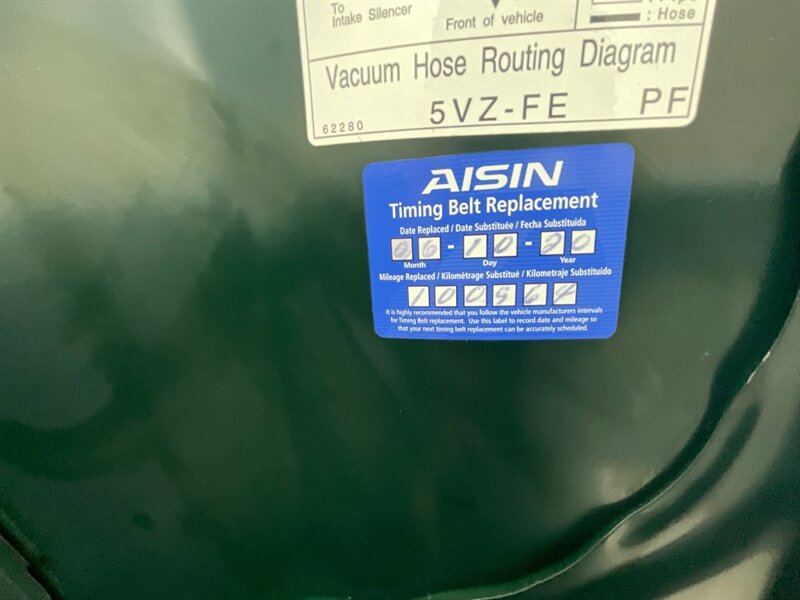 To
Intake Silencer
Front of vehicle
: Hose
Vacuum Hose Routing Diagram
5VZ-FE PF
62280
AISIN
Timing Belt Replacement
Date Replaced / Date Substituée / Fecha Substituida
06-10-20
Month Day Year
Mileage Replaced / Kilométrage Substitué / Kilometraje Substituido
100564
It is highly recommended that you follow the vehicle manufacturers intervals
for Timing Belt replacement. Use this label to record date and mileage so
that your next timing belt replacement can be accurately scheduled.